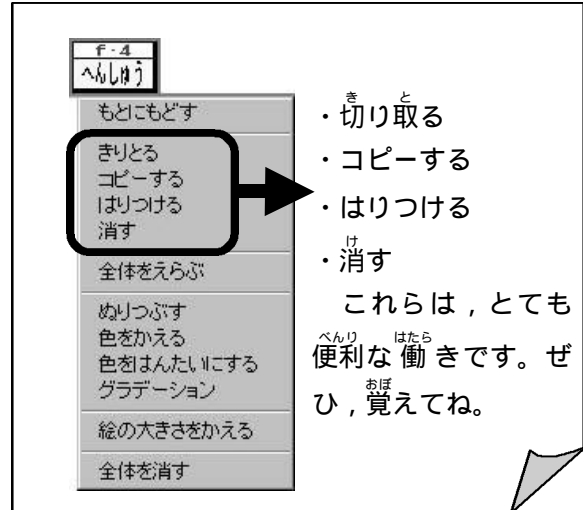 f・4
へんしゅう
もとにもどす
きりとる
コピーする
はりつける
消す
全体をえらぶ
ぬりつぶす
色をかえる
色をはんたいにする
グラデーション
絵の大きさをかえる
全体を消す
・切り取る
・コピーする
・はりつける
・消す
これらは，とても
便利な働きです。ぜ
ひ，覚えてね。